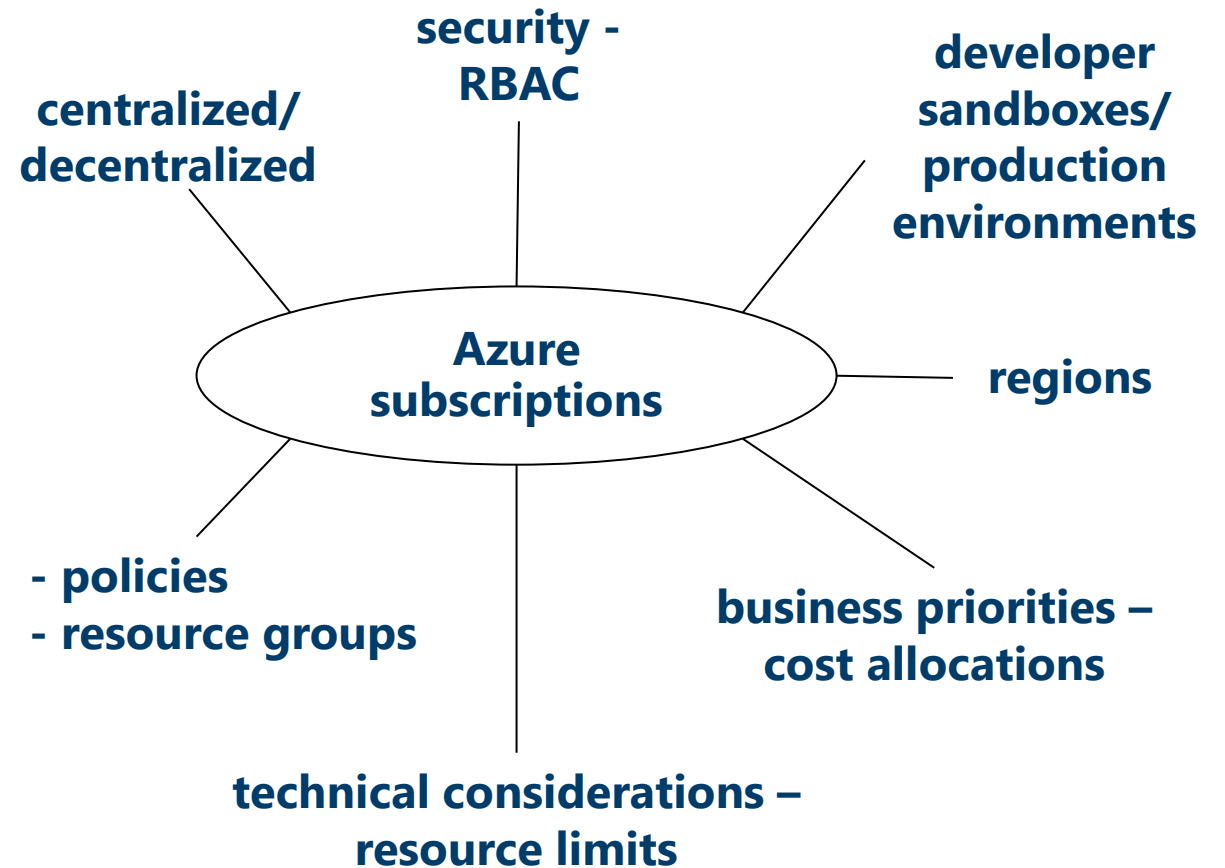 security -
RBAC
developer
sandboxes/
production
environments
centralized/
decentralized
Azure
subscriptions
regions
- policies
- resource groups
business priorities –
cost allocations
technical considerations –
resource limits